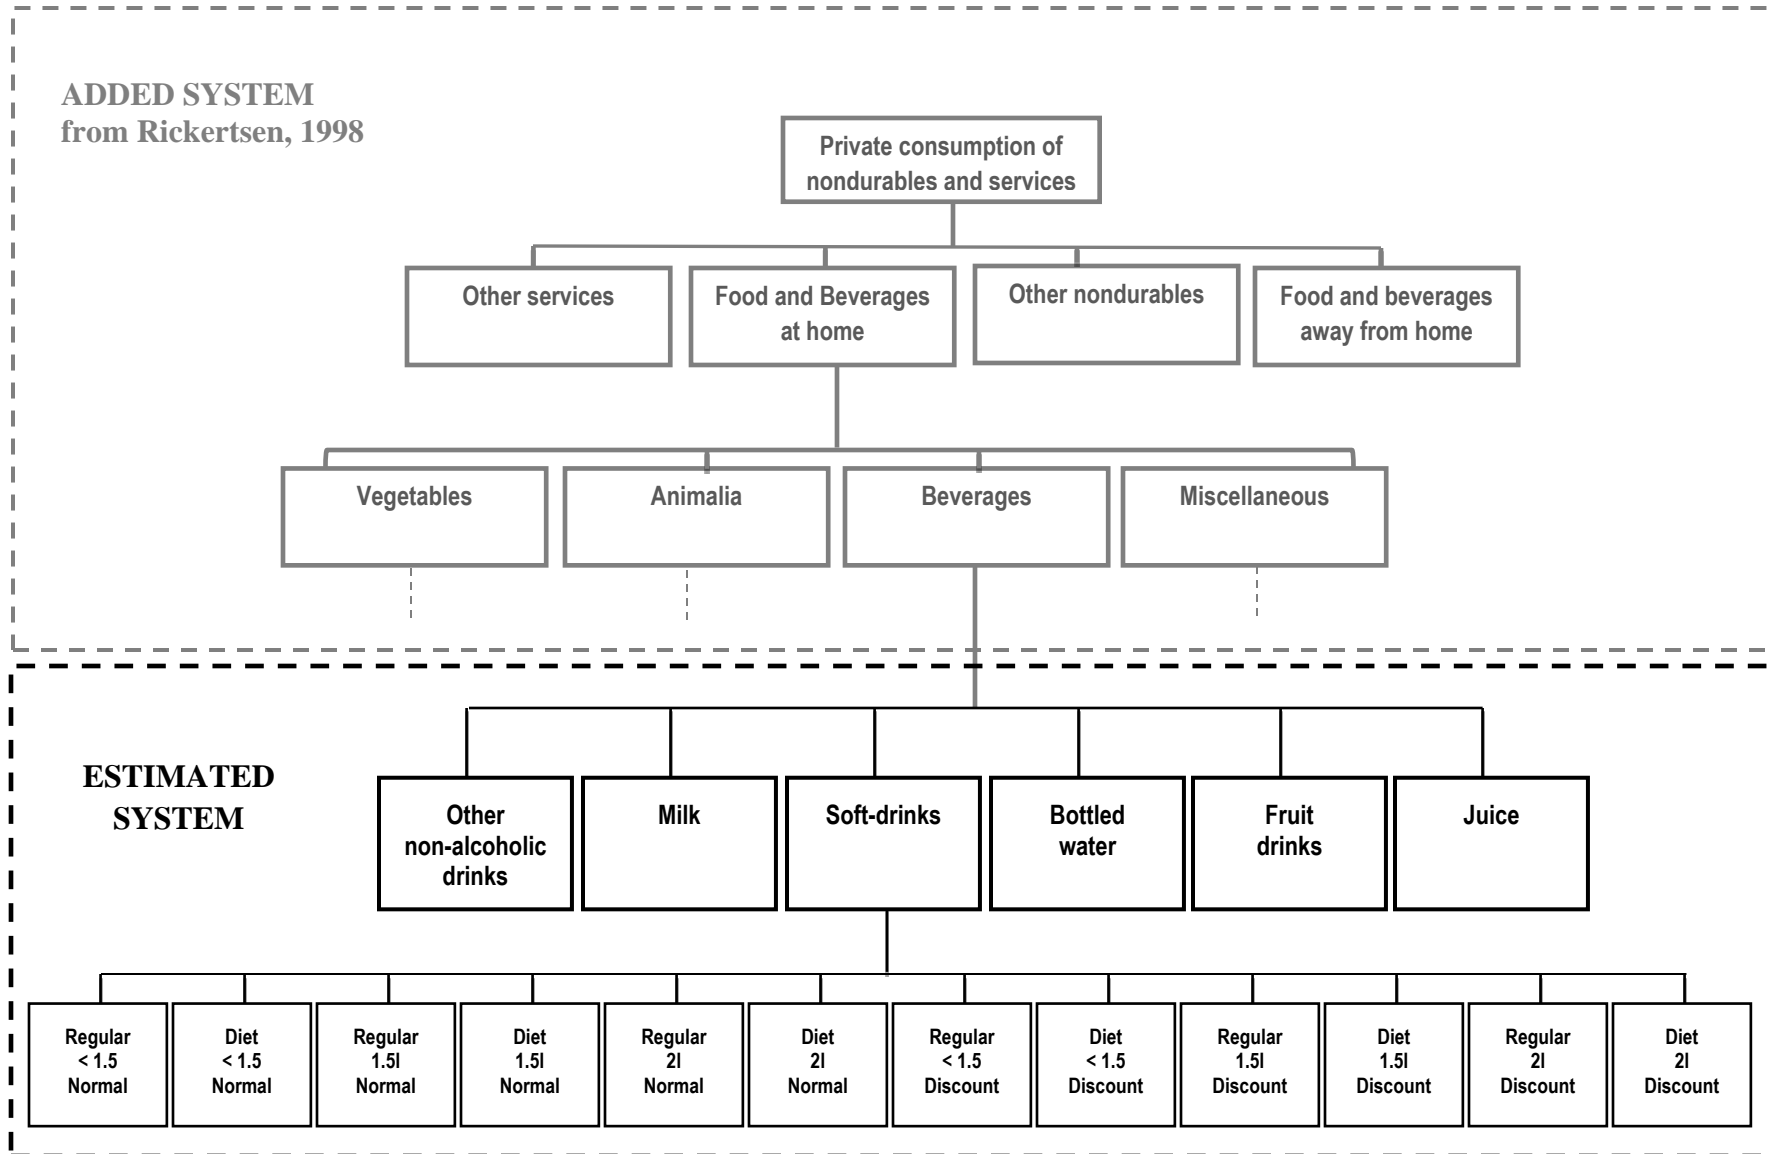 ADDED SYSTEM
from Rickertsen, 1998
Private consumption of
nondurables and services
Other services
Food and Beverages
at home
Other nondurables
Food and beverages
away from home
Vegetables
Animalia
Beverages
Miscellaneous
ESTIMATED
SYSTEM
Other
non-alcoholic
drinks
Milk
Soft-drinks
Bottled
water
Fruit
drinks
Juice
Regular
< 1.5
Normal
Diet
< 1.5
Normal
Regular
1.5l
Normal
Diet
1.5l
Normal
Regular
2l
Normal
Diet
2l
Normal
Regular
< 1.5
Discount
Diet
< 1.5
Discount
Regular
1.5l
Discount
Diet
1.5l
Discount
Regular
2l
Discount
Diet
2l
Discount